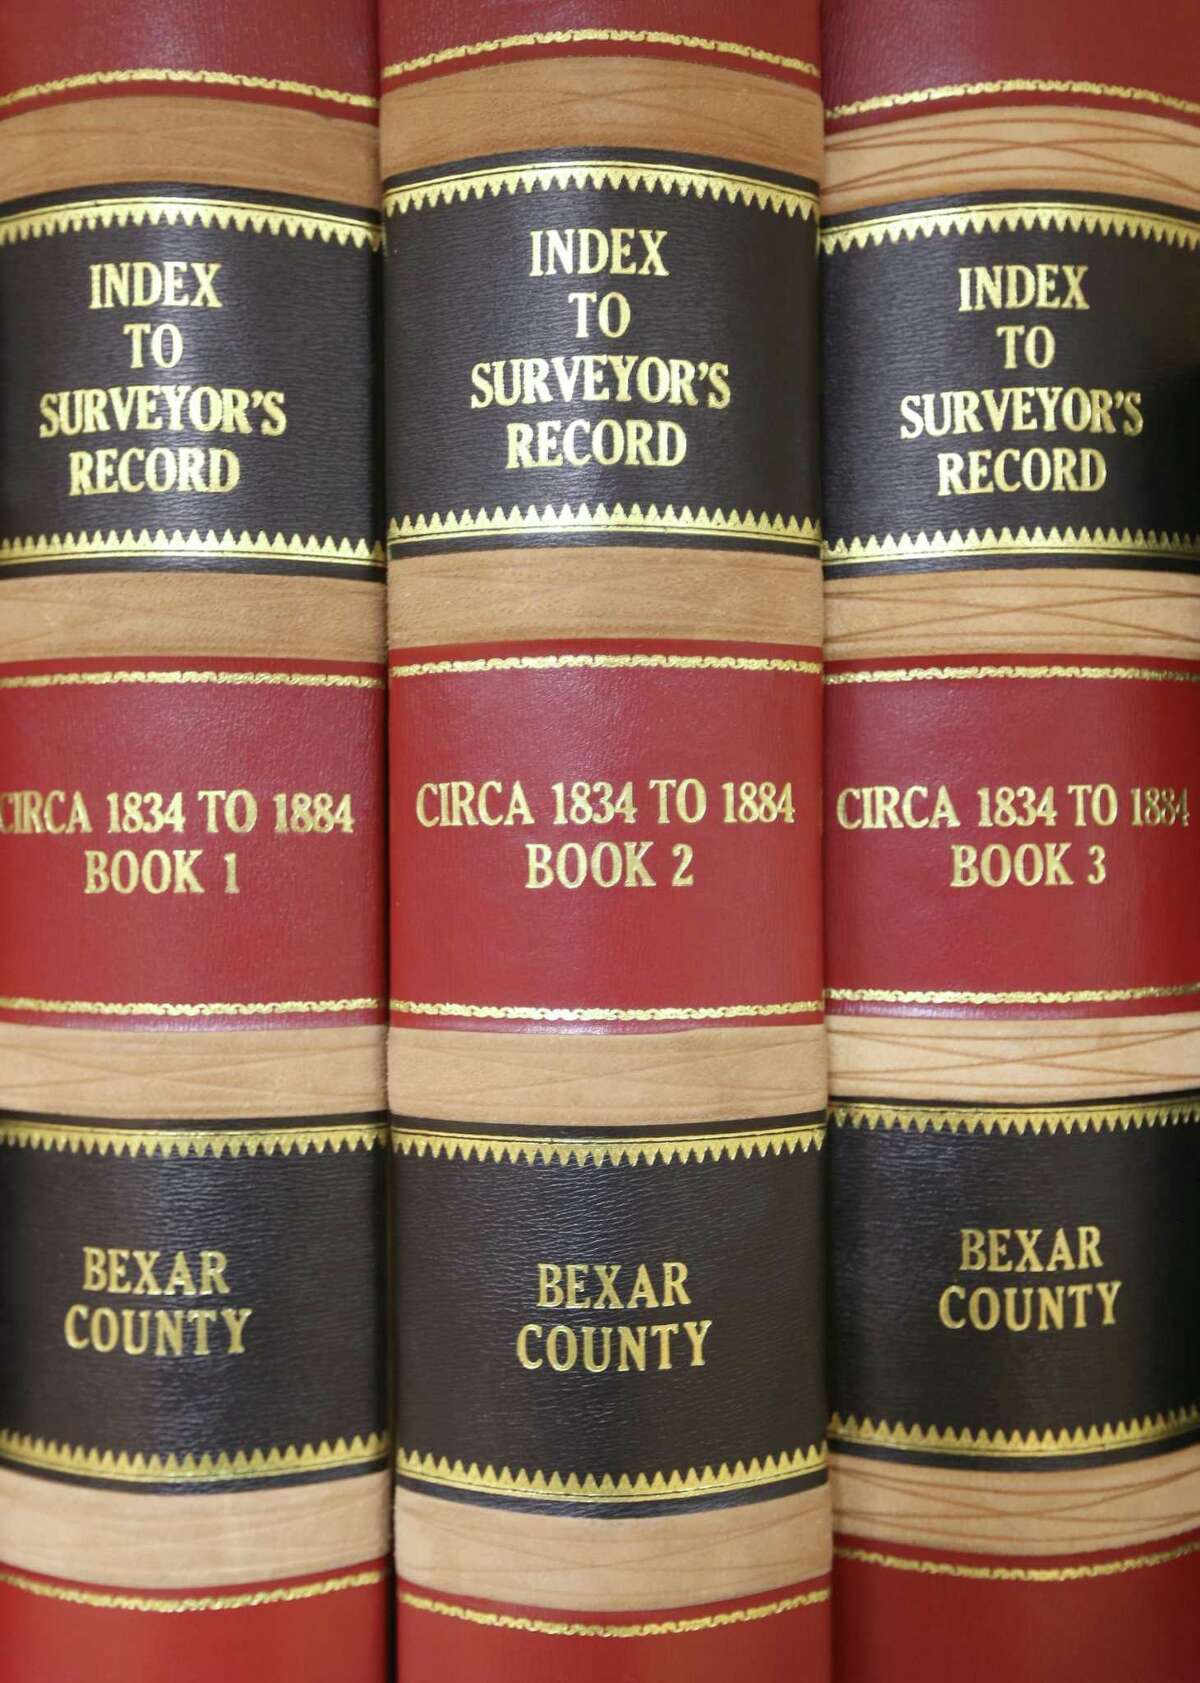 INDEX
TO
SURVEYOR'S
RECORD
CIRCA 1834 TO 1884
BOOK 1
BEXAR
COUNTY
INDEX
TO
SURVEYOR'S
RECORD
CIRCA 1834 TO 1884
BOOK 2
BEXAR
COUNTY
INDEX
TO
SURVEYOR'S
RECORD
CIRCA 1834 TO 1884
BOOK 3
BEXAR
COUNTY